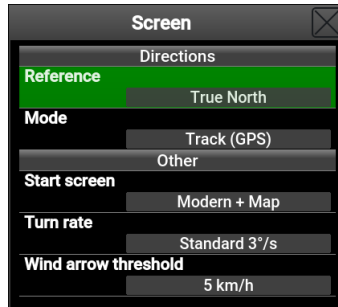 Screen
Directions
Reference
True North
Mode
Track (GPS)
Other
Start screen
Modern + Map
Turn rate
Standard 3°/s
Wind arrow threshold
5 km/h